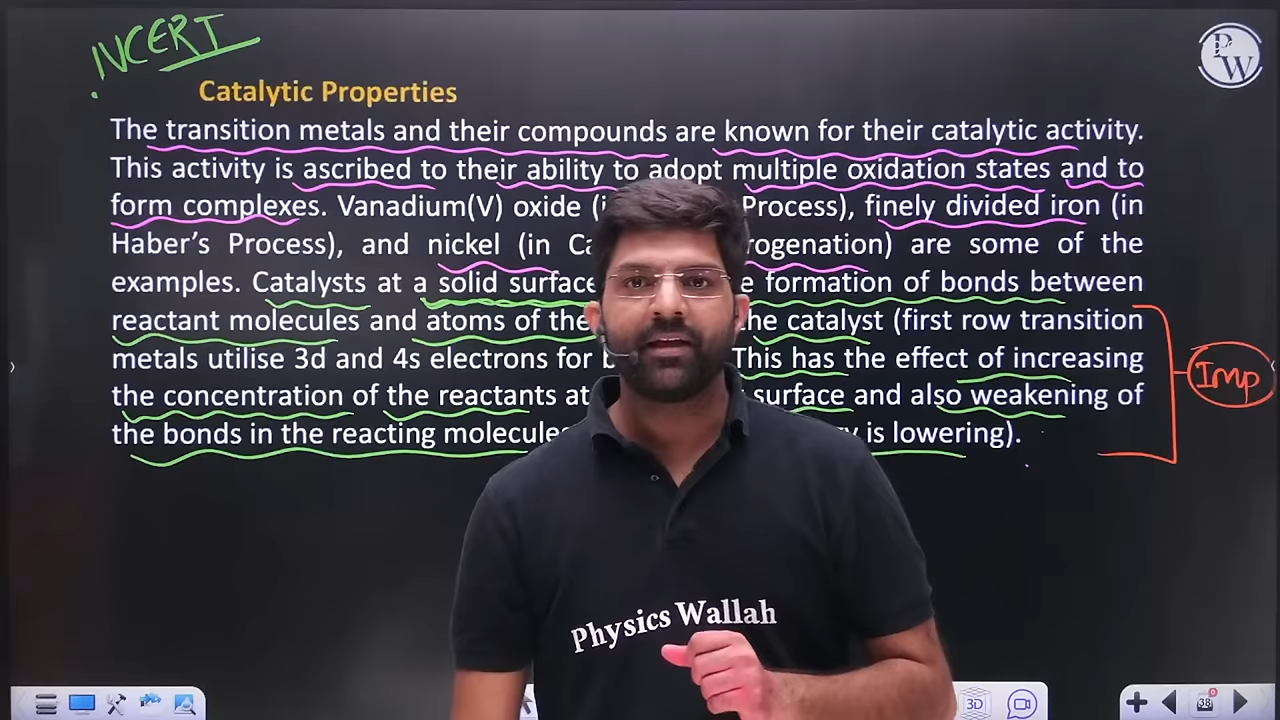 NCERT
PW
Catalytic Properties
The transition metals and their compounds are known for their catalytic activity.
This activity is ascribed to their ability to adopt multiple oxidation states and to
form complexes. Vanadium(V) oxide ( Process), finely divided iron (in
Haber's Process), and nickel (in are some of the
examples. Catalysts at a solid surface formation of bonds between
reactant molecules and atoms of the catalyst (first row transition
metals utilise 3d and 4s electrons for This has the effect of increasing
the concentration of the reactants at surface and also weakening of
the bonds in the reacting is lowering).
Imp
Physics Wallah
3D
38